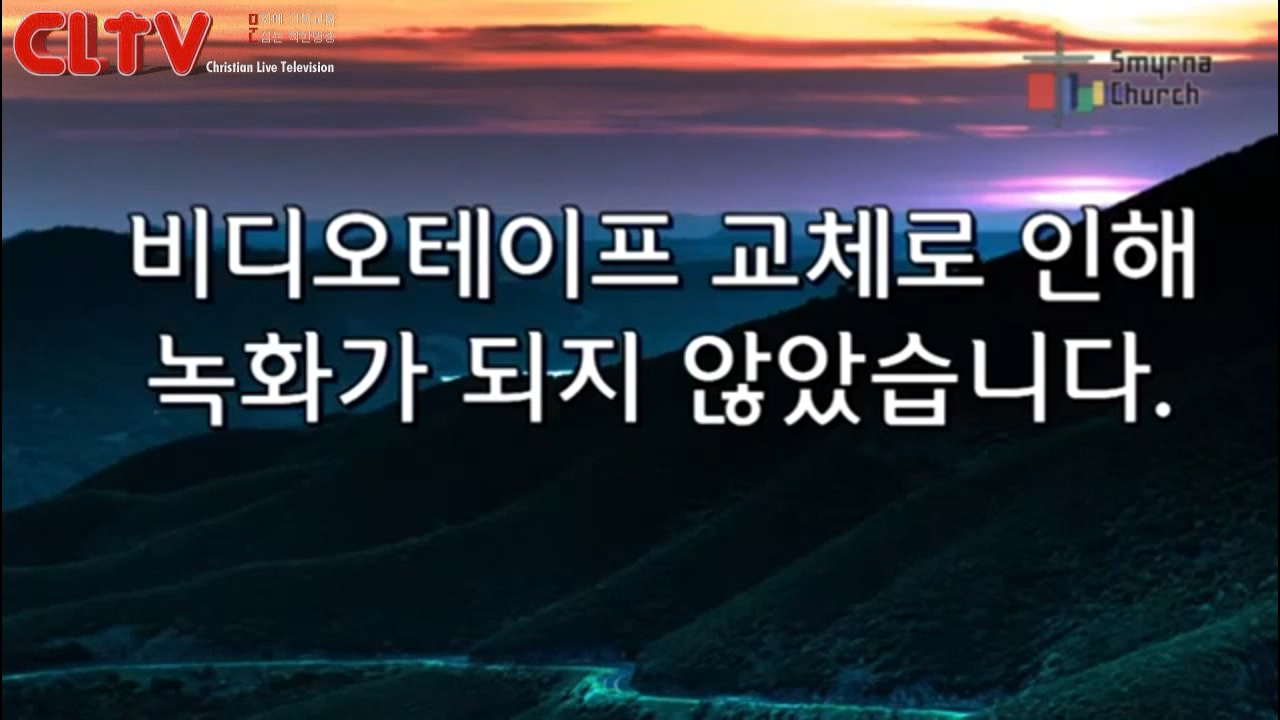 CLTV
Christian Live Television
Smyrna
Church
비디오테이프 교체로 인해
녹화가 되지 않았습니다.